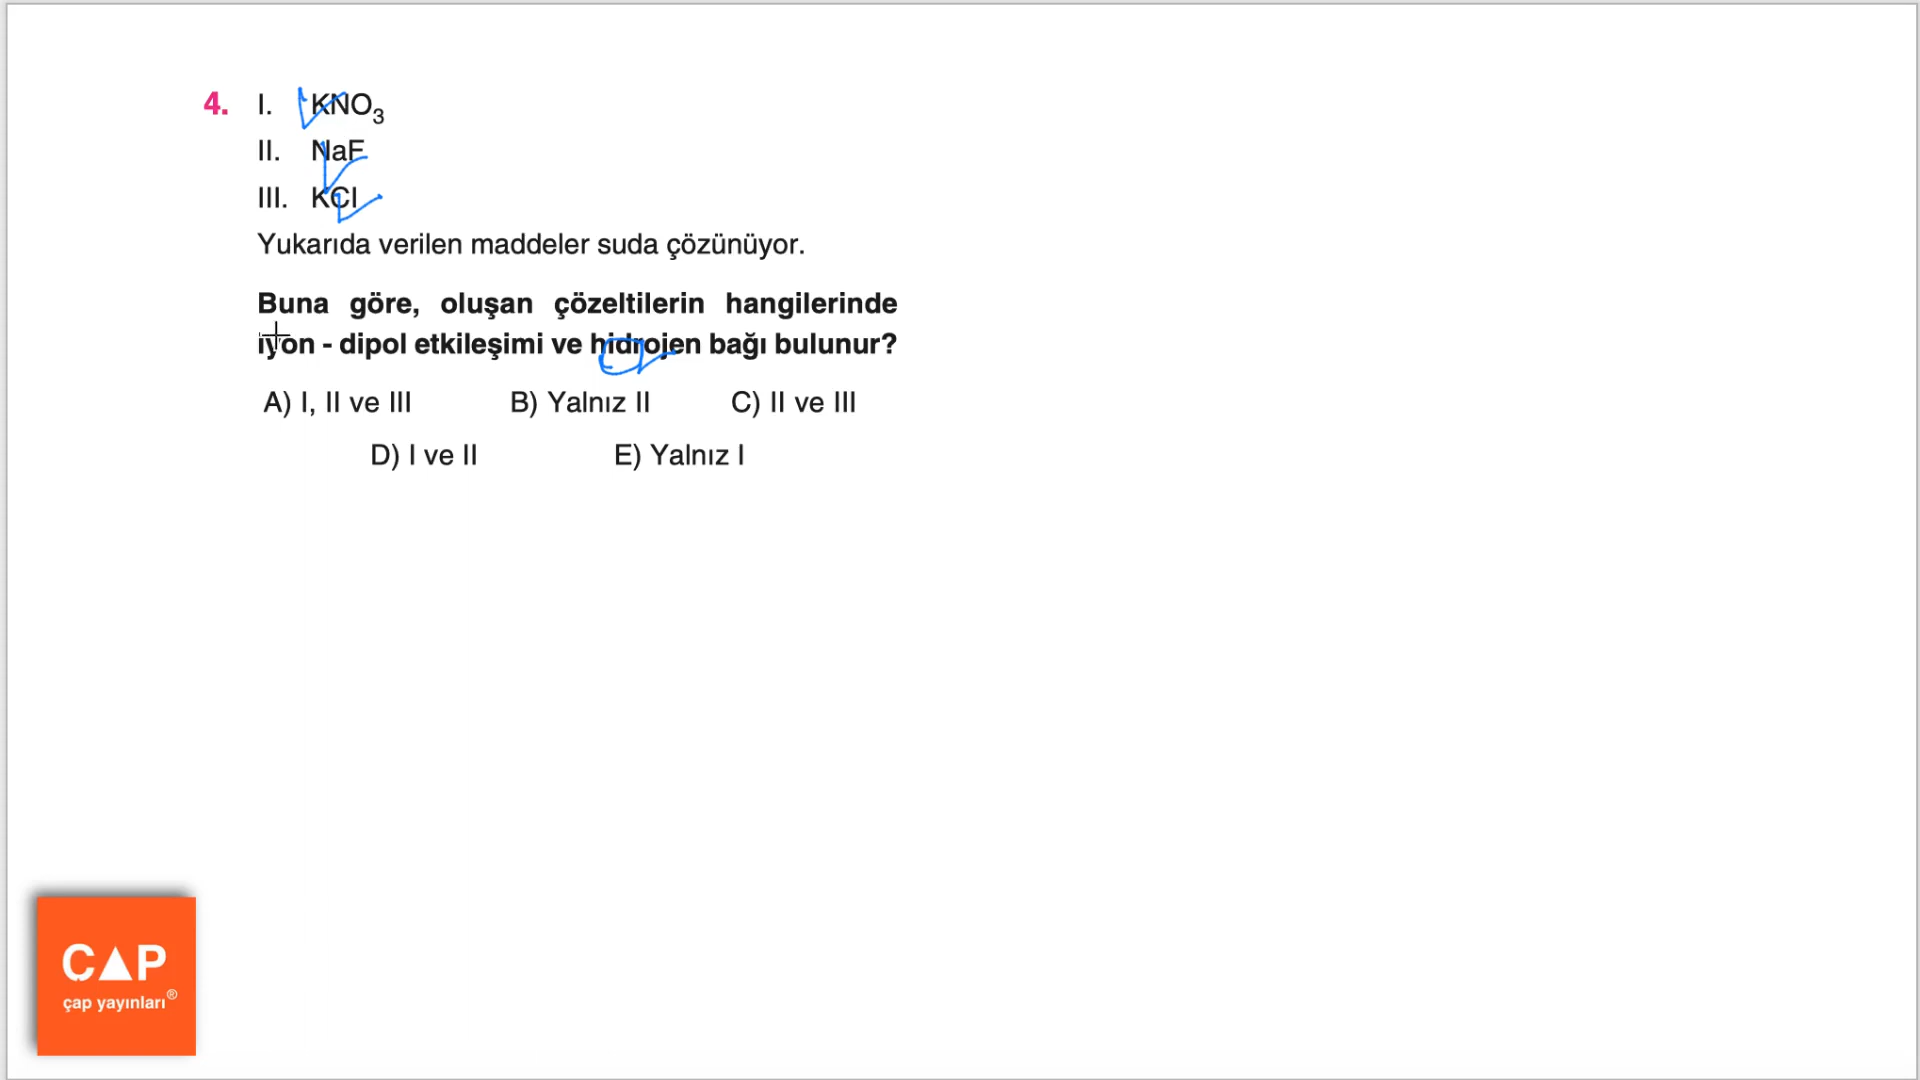 4. I. KNO₃
II. NaF
III. KCl
Yukarıda verilen maddeler suda çözünüyor.
Buna göre, oluşan çözeltilerin hangilerinde
iyon - dipol etkileşimi ve hidrojen bağı bulunur?
A) I, II ve III B) Yalnız II C) II ve III
D) I ve II E) Yalnız I
CAP
çap yayınları®